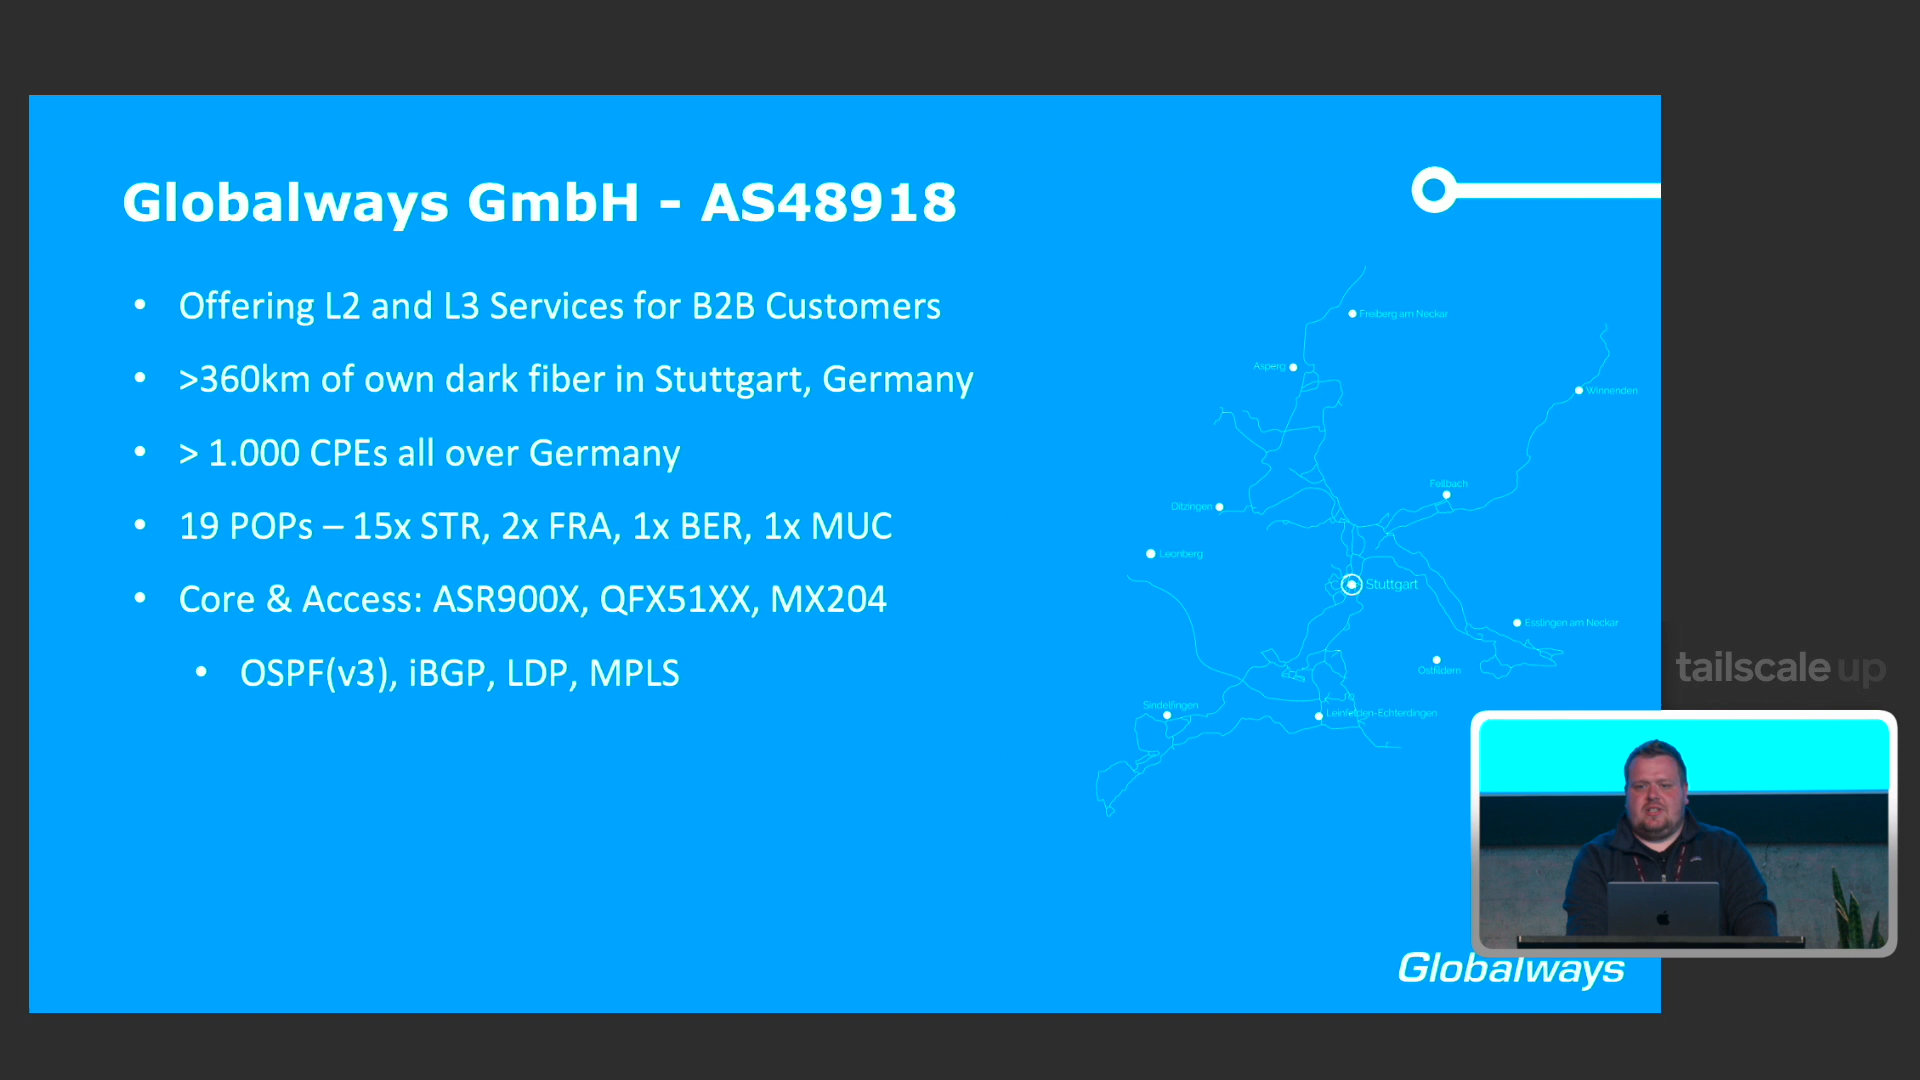 Globalways GmbH - AS48918
• Offering L2 and L3 Services for B2B Customers
• >360km of own dark fiber in Stuttgart, Germany
• > 1.000 CPEs all over Germany
• 19 POPs – 15x STR, 2x FRA, 1x BER, 1x MUC
• Core & Access: ASR900X, QFX51XX, MX204
• OSPF(v3), iBGP, LDP, MPLS
Freiberg am Neckar
Asperg
Winnenden
Fellbach
Ditzingen
Leonberg
Stuttgart
Esslingen am Neckar
Ostfildern
Sindelfingen
Leinfelden-Echterdingen
tailscale up
Globalways